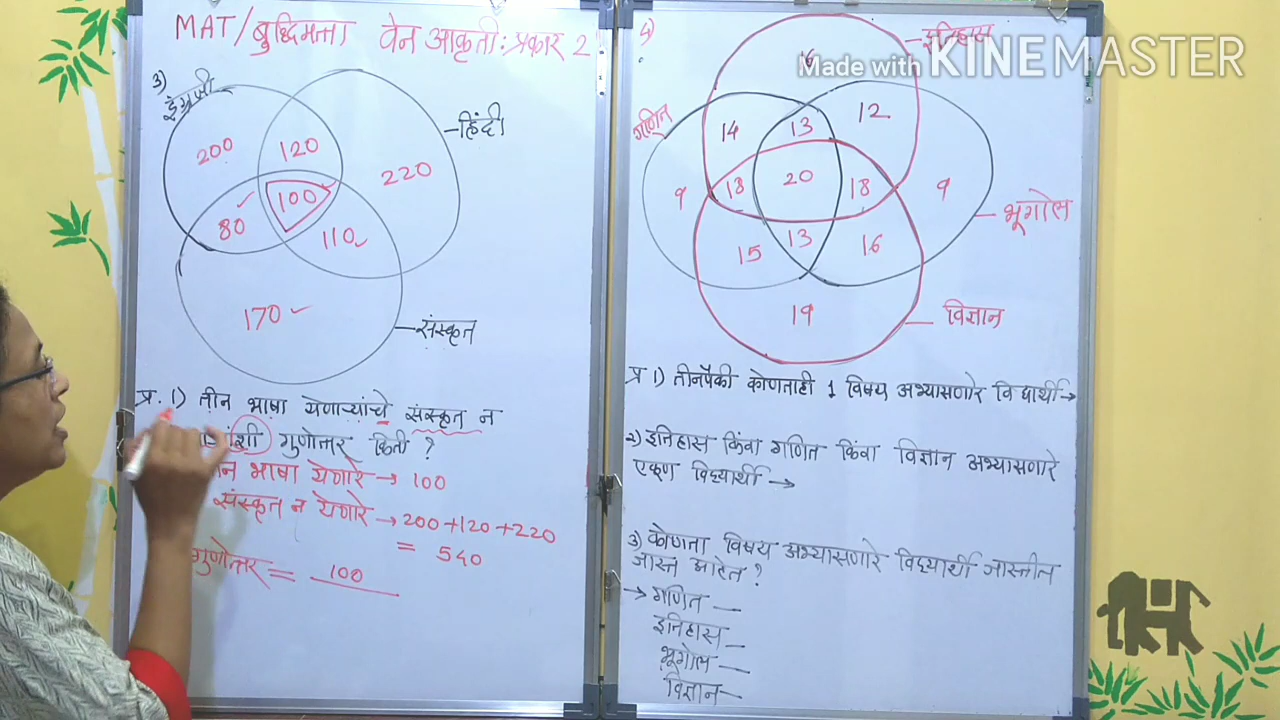 MAT/बुद्धिमत्ता वेन आकृती: प्रकार 2
3)
इंग्रजी
200
120
220
हिंदी
80
100
110
170
संस्कृत
प्र. 1) तीन भाषा येणाऱ्यांचे संस्कृत न
शी गुणोत्तर किती ?
भाषा येणारे → 100
संस्कृत न येणारे → 200+120+220
= 540
गुणोत्तर = 100
Made with KINEMASTER
इतिहास
गणित
14
13
12
9
18
20
18
9
भूगोल
15
13
16
19
विज्ञान
प्र 1) तीनपैकी कोणताही 1 विषय अभ्यासणारे विद्यार्थी→
2) इतिहास किंवा गणित किंवा विज्ञान अभ्यासणारे
एकूण विद्यार्थी →
3) कोणता विषय अभ्यासणारे विद्यार्थी जास्तीत
जास्त आहेत ?
→ गणित —
इतिहास —
भूगोल —
विज्ञान —